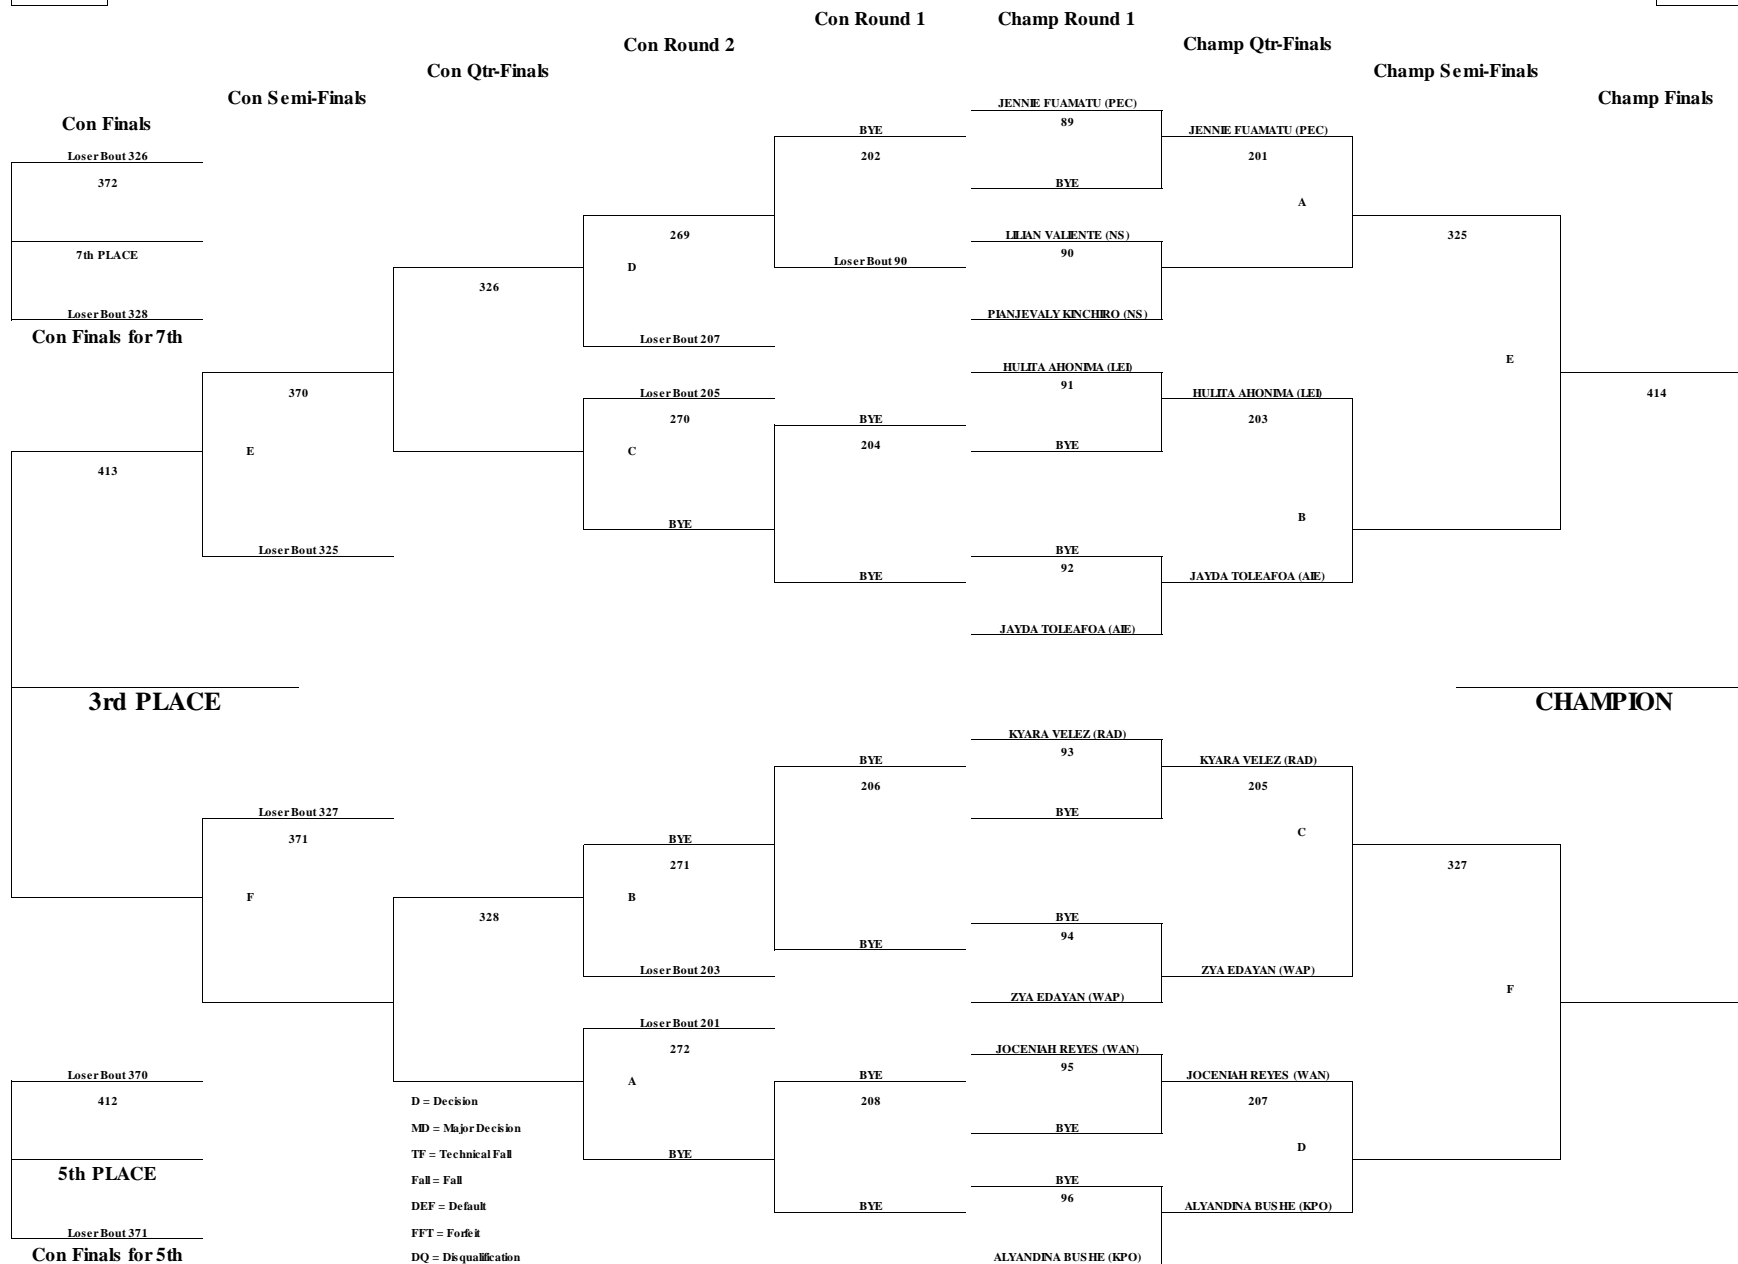 Con Round 1
Champ Round 1
Con Round 2
Champ Qtr-Finals
Con Qtr-Finals
Champ Semi-Finals
Con Semi-Finals
Champ Finals
Con Finals
JENNIE FUAMATU (PEC)
89
BYE
JENNIE FUAMATU (PEC)
Loser Bout 326
202
201
372
BYE
A
LILIAN VALIENTE (NS)
269
325
7th PLACE
90
D
Loser Bout 90
326
Loser Bout 328
PIANJEVALY KINCHIRO (NS)
Con Finals for 7th
Loser Bout 207
E
HULITA AHONIMA (LEI)
91
370
Loser Bout 205
HULITA AHONIMA (LEI)
414
270
BYE
203
E
C
204
BYE
413
B
BYE
Loser Bout 325
BYE
92
BYE
JAYDA TOLEAFOA (AIE)
JAYDA TOLEAFOA (AIE)
3rd PLACE
CHAMPION
KYARA VELEZ (RAD)
93
BYE
KYARA VELEZ (RAD)
206
205
Loser Bout 327
BYE
371
BYE
C
271
327
F
B
328
BYE
94
BYE
Loser Bout 203
ZYA EDAYAN (WAP)
F
ZYA EDAYAN (WAP)
Loser Bout 201
272
JOCENIAH REYES (WAN)
95
Loser Bout 370
A
BYE
JOCENIAH REYES (WAN)
412
D = Decision
208
207
MD = Major Decision
BYE
D
TF = Technical Fall
BYE
5th PLACE
Fall = Fall
BYE
96
DEF = Default
BYE
ALYANDINA BUSHE (KPO)
Loser Bout 371
FFT = Forfeit
Con Finals for 5th
DQ = Disqualification
ALYANDINA BUSHE (KPO)